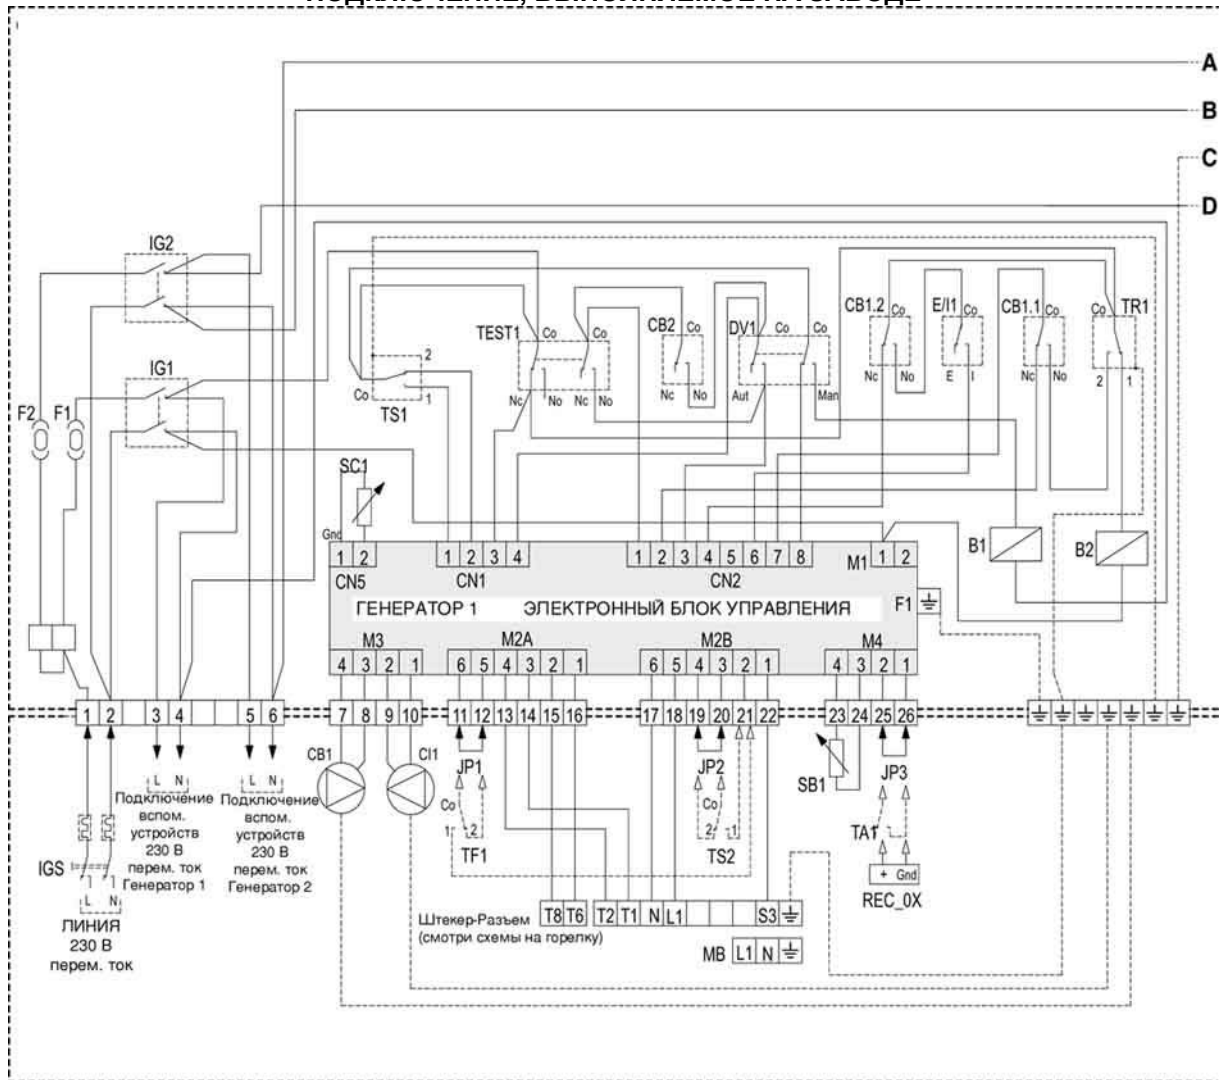 A
B
C
D
IG2
IG1
F2 F1
TEST1 Co Co
CB2 Co
DV1 Co Co
CB1.2 Co
E/I1 Co
CB1.1 Co
Co TR1
2
Co 1
TS1
Nc No Nc No
Nc No
Aut Man
Nc No
E I
Nc No
2 1
SC1
Gnd
1 2
CN5
1 2 3 4
CN1
1 2 3 4 5 6 7 8
CN2
M1 1 2
B1
B2
ГЕНЕРАТОР 1 ЭЛЕКТРОННЫЙ БЛОК УПРАВЛЕНИЯ
F1
M3
4 3 2 1
M2A
6 5 4 3 2 1
M2B
6 5 4 3 2 1
M4
4 3 2 1
1 2 3 4 5 6
7 8 9 10
11 12 13 14 15 16
17 18 19 20 21 22
23 24 25 26
CB1
CI1
JP1
Co
1 2
TF1
JP2
Co
2 1
TS2
SB1
JP3
TA1
+ Gnd
REC_0X
L N
Подключение
вспом.
устройств
230 В
перем. ток
Генератор 1
L N
Подключение
вспом.
устройств
230 В
перем. ток
Генератор 2
IGS
L N
ЛИНИЯ
230 В
перем. ток
Штекер-Разъем
(смотри схемы на горелку)
T8 T6 T2 T1 N L1 S3
MB L1 N